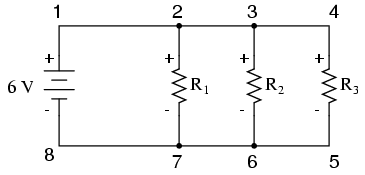 1 2 3 4
+ + + +
6 V R1 R2 R3
- - - -
8 7 6 5